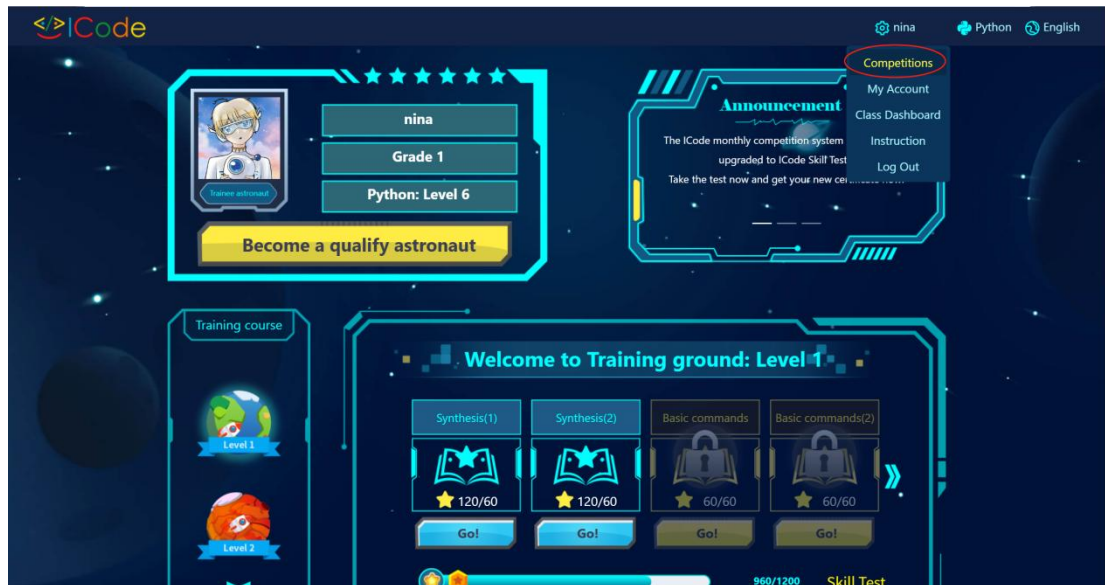 </>ICode
nina
Python
English
Competitions
My Account
Class Dashboard
Instruction
Log Out
nina
Grade 1
Python: Level 6
Trainee astronaut
Become a qualify astronaut
Announcement
The ICode monthly competition system
upgraded to ICode Skill Test
Take the test now and get your new
Training course
Level 1
Level 2
Welcome to Training ground: Level 1
Synthesis(1)
Synthesis(2)
Basic commands
Basic commands(2)
120/60
120/60
60/60
60/60
Go!
Go!
Go!
Go!
960/1200
Skill Test